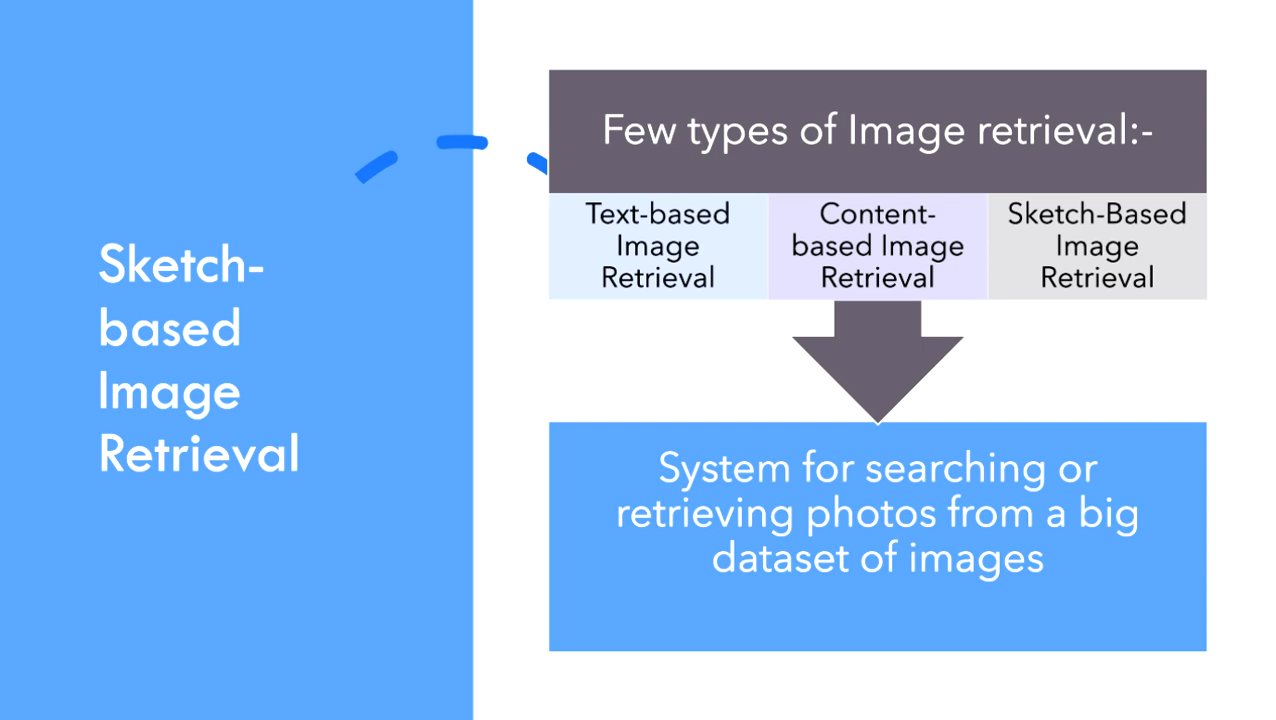 Sketch-
based
Image
Retrieval
Few types of Image retrieval:-
Text-based
Image
Retrieval
Content-
based Image
Retrieval
Sketch-Based
Image
Retrieval
System for searching or
retrieving photos from a big
dataset of images